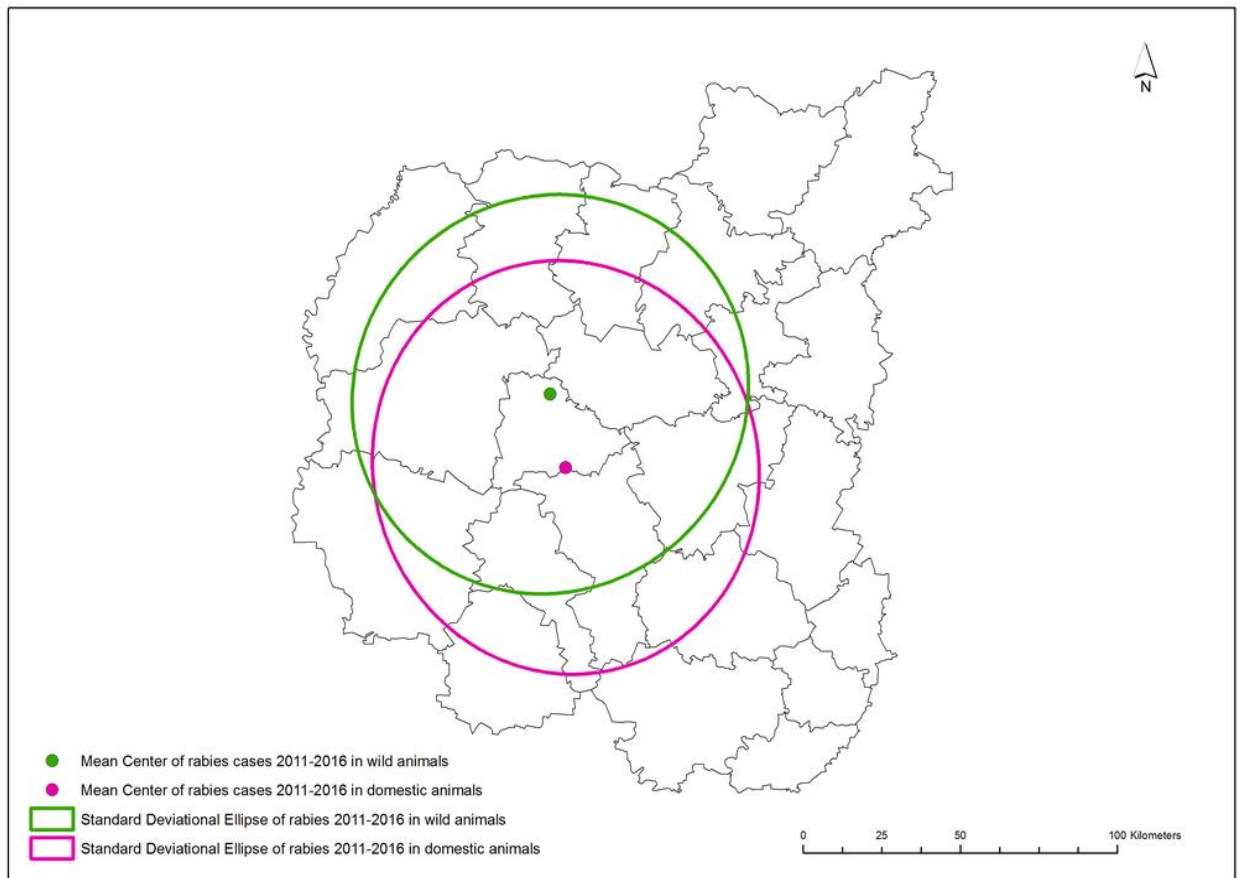 N
Mean Center of rabies cases 2011-2016 in wild animals
Mean Center of rabies cases 2011-2016 in domestic animals
Standard Deviational Ellipse of rabies 2011-2016 in wild animals
Standard Deviational Ellipse of rabies 2011-2016 in domestic animals
0 25 50 100 Kilometers